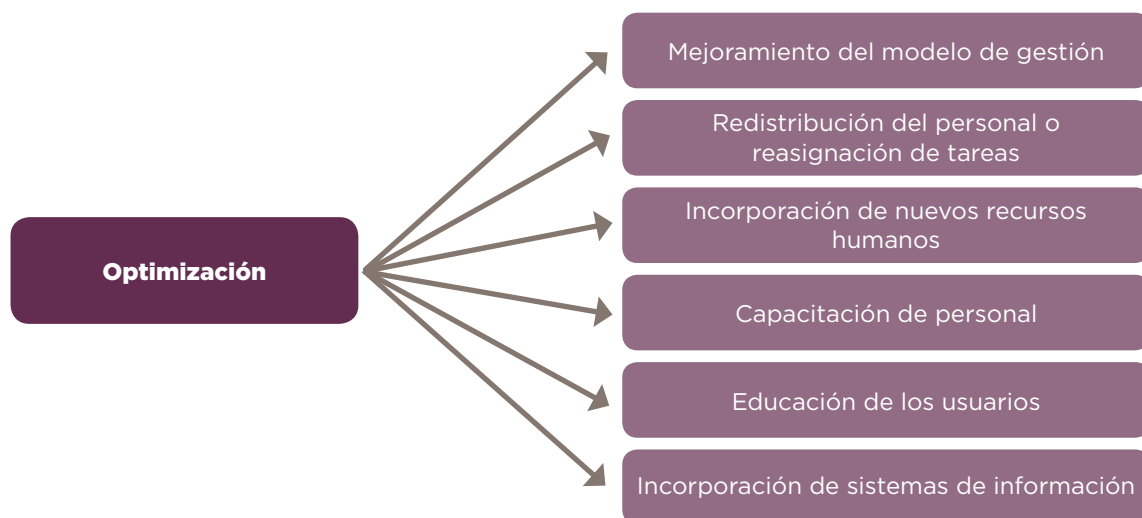 Optimización
Mejoramiento del modelo de gestión
Redistribución del personal o
reasignación de tareas
Incorporación de nuevos recursos
humanos
Capacitación de personal
Educación de los usuarios
Incorporación de sistemas de información